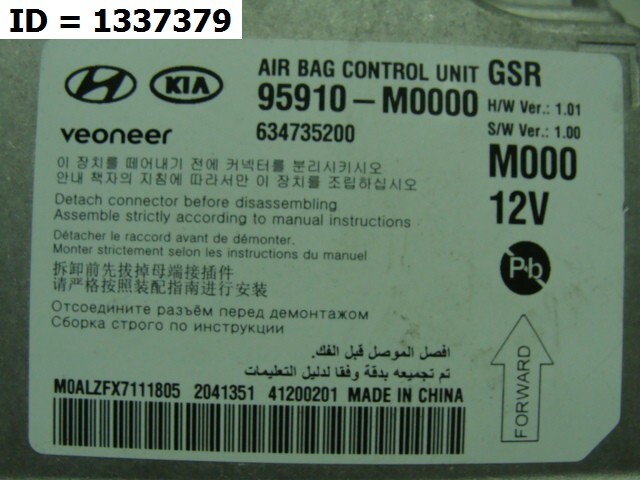 ID = 1337379
KIA
AIR BAG CONTROL UNIT GSR
95910-M0000 H/W Ver.: 1.01
veoneer 634735200 S/W Ver.: 1.00
이 장치를 떼어내기 전에 커넥터를 분리시키시오
안내 책자의 지침에 따라서만 이 장치를 조립하십시오
M000
12V
Detach connector before disassembling
Assemble strictly according to manual instructions
Détacher le raccord avant de démonter.
Monter strictement selon les instructions du manuel
拆卸前先拔掉母端接插件
请严格按照装配指南进行安装
Pb
Отсоедините разъём перед демонтажом
Сборка строго по инструкции
افصل الموصل قبل الفك.
تم تجميعه بدقة وفقا لدليل التعليمات
FORWARD
M0ALZFX7111805 2041351 41200201 MADE IN CHINA